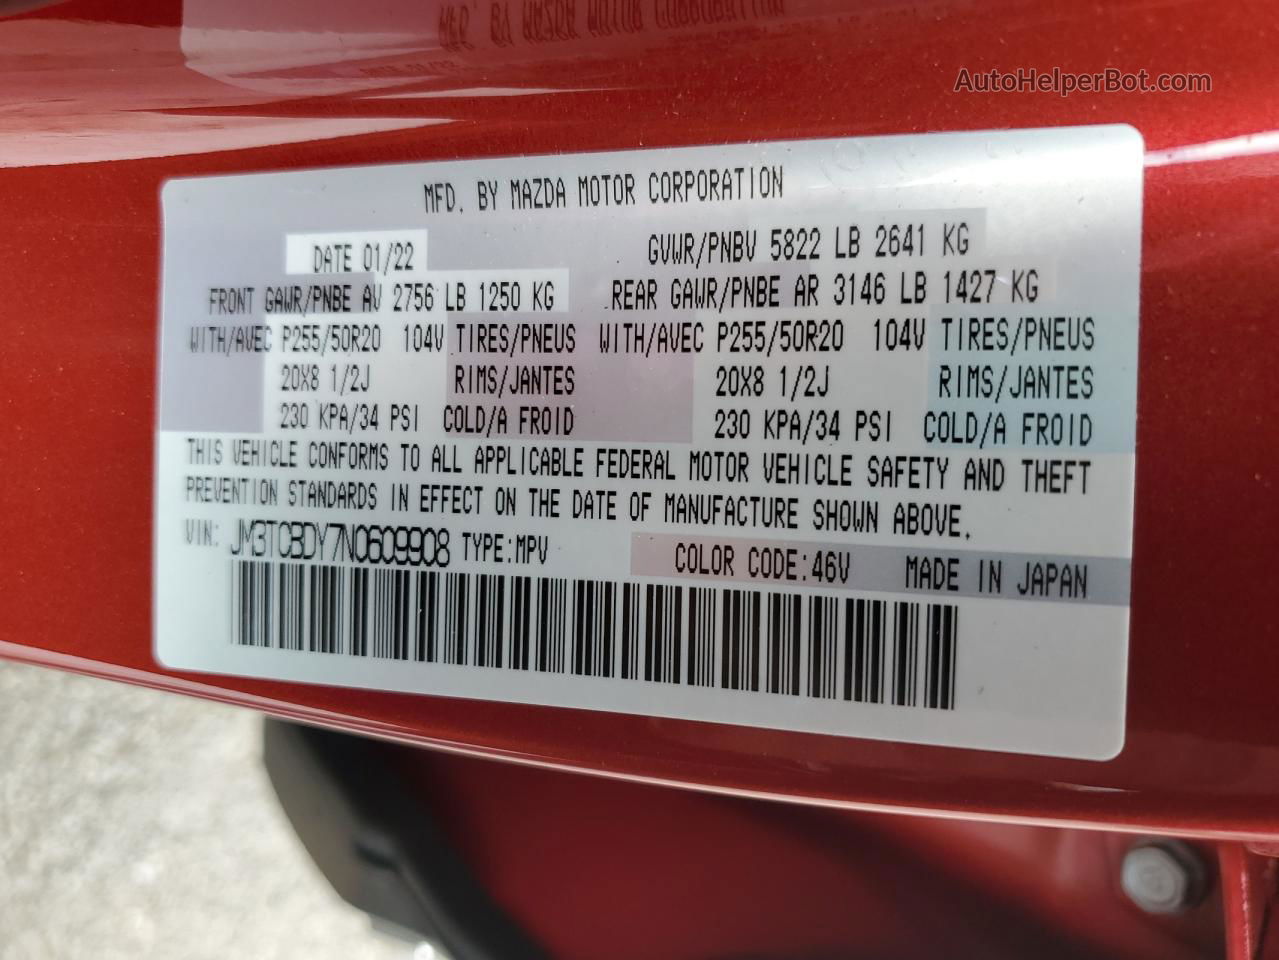 AutoHelperBot.com
MFD. BY MAZDA MOTOR CORPORATION
DATE 01/22 GVWR/PNBV 5822 LB 2641 KG
FRONT GAWR/PNBE AV 2756 LB 1250 KG REAR GAWR/PNBE AR 3146 LB 1427 KG
WITH/AVEC P255/50R20 104V TIRES/PNEUS WITH/AVEC P255/50R20 104V TIRES/PNEUS
20X8 1/2J RIMS/JANTES 20X8 1/2J RIMS/JANTES
230 KPA/34 PSI COLD/A FROID 230 KPA/34 PSI COLD/A FROID
THIS VEHICLE CONFORMS TO ALL APPLICABLE FEDERAL MOTOR VEHICLE SAFETY AND THEFT
PREVENTION STANDARDS IN EFFECT ON THE DATE OF MANUFACTURE SHOWN ABOVE.
VIN: JM3TCBDY7N0609908 TYPE:MPV COLOR CODE:46V MADE IN JAPAN